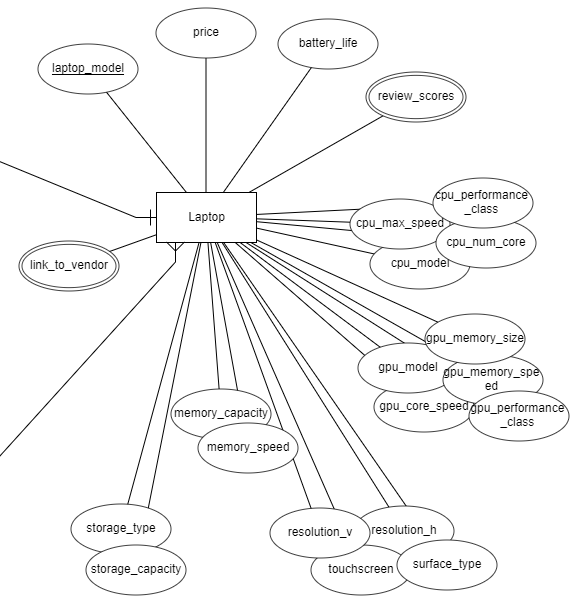 price
battery_life
laptop_model
review_scores
cpu_performance
_class
Laptop
cpu_max_speed
cpu_num_core
link_to_vendor
cpu_model
gpu_memory_size
gpu_model
gpu_memory_spe
ed
gpu_core_speed
gpu_performance
_class
memory_capacity
memory_speed
storage_type
resolution_v
resolution_h
storage_capacity
touchscreen
surface_type